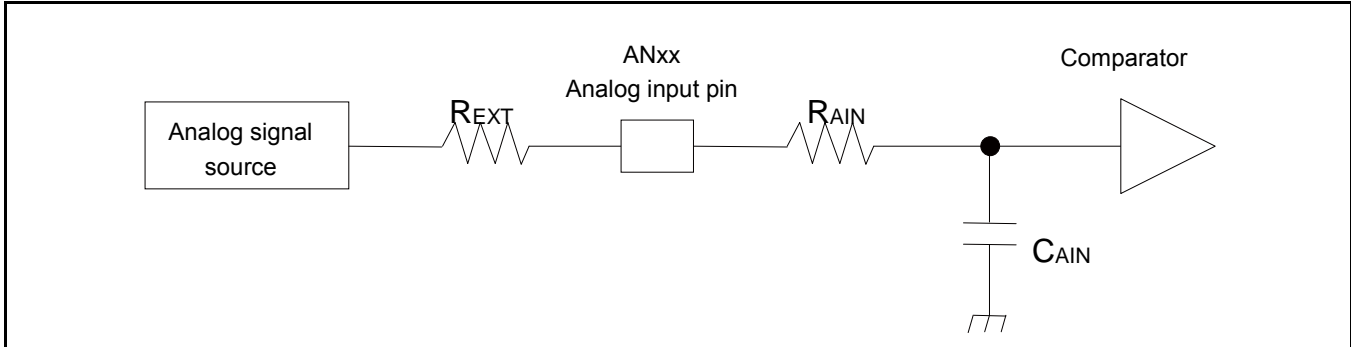 ANxx
Analog input pin
Comparator
Analog signal
source
REXT
RAIN
CAIN